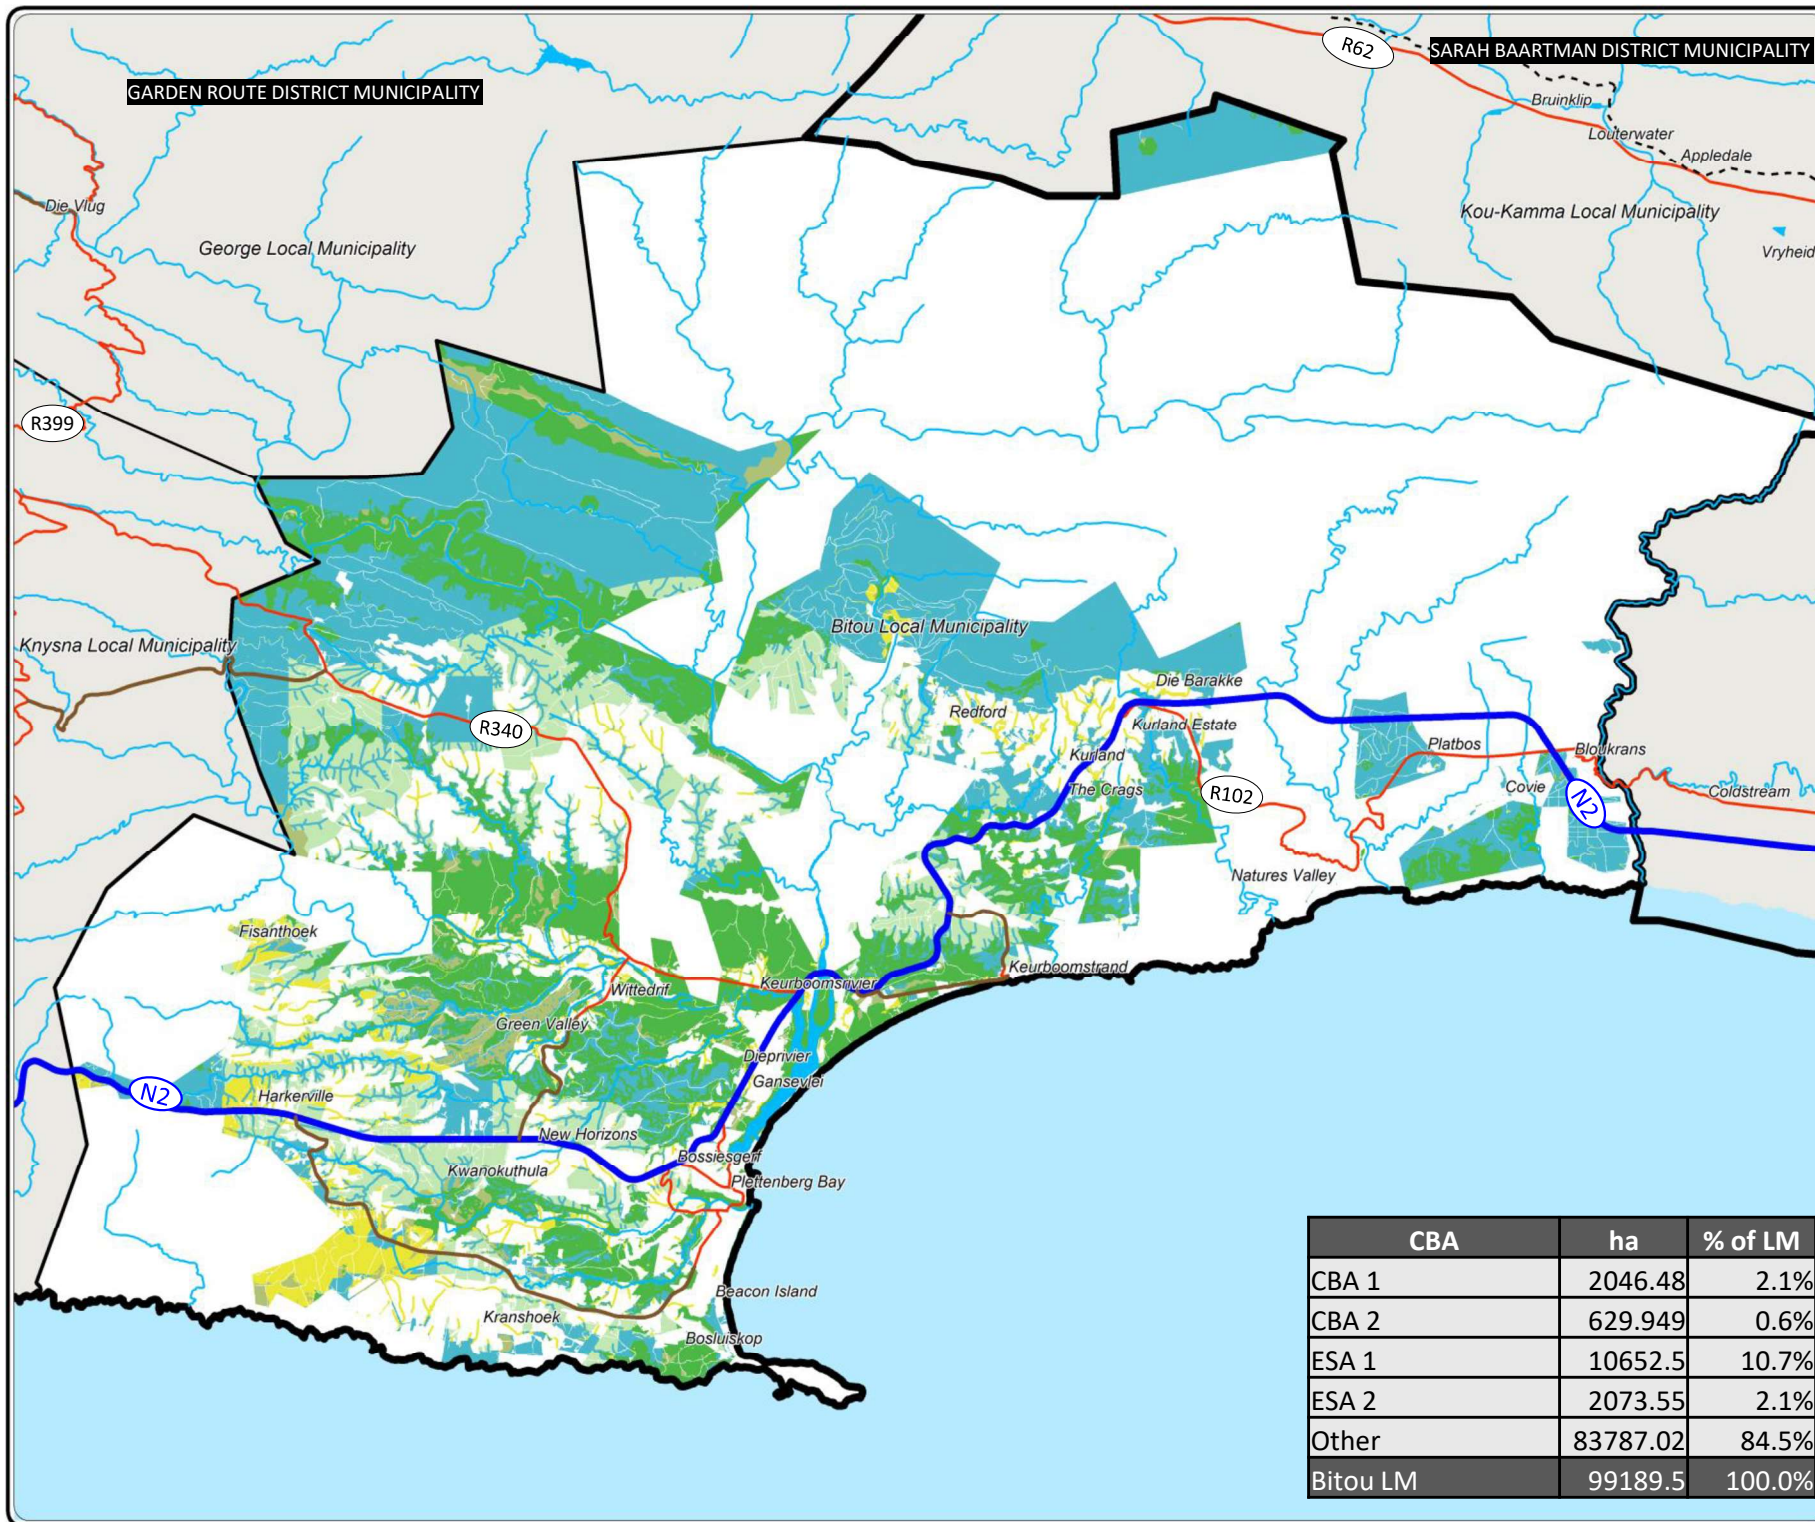 R62
SARAH BAARTMAN DISTRICT MUNICIPALITY
GARDEN ROUTE DISTRICT MUNICIPALITY
Bruinklip
Louterwater
Appledale
Die Vlug
Kou-Kamma Local Municipality
George Local Municipality
Vryheid
R399
Bitou Local Municipality
Knysna Local Municipality
Die Barakke
Redford
Kurland Estate
R340
Platbos
Bloukrans
Kurland
The Crags
R102
Covie
N2
Coldstream
Natures Valley
Fisanthoek
Keurboomstrand
Keurboomsrivier
Wittedrif
Green Valley
Dieprivier
Gansevlei
N2
Harkerville
New Horizons
Bossiesgerf
Kwanokuthula
Plettenberg Bay
Beacon Island
Kranshoek
Bosluiskop
CBA ha % of LM
CBA 1 2046.48 2.1%
CBA 2 629.949 0.6%
ESA 1 10652.5 10.7%
ESA 2 2073.55 2.1%
Other 83787.02 84.5%
Bitou LM 99189.5 100.0%